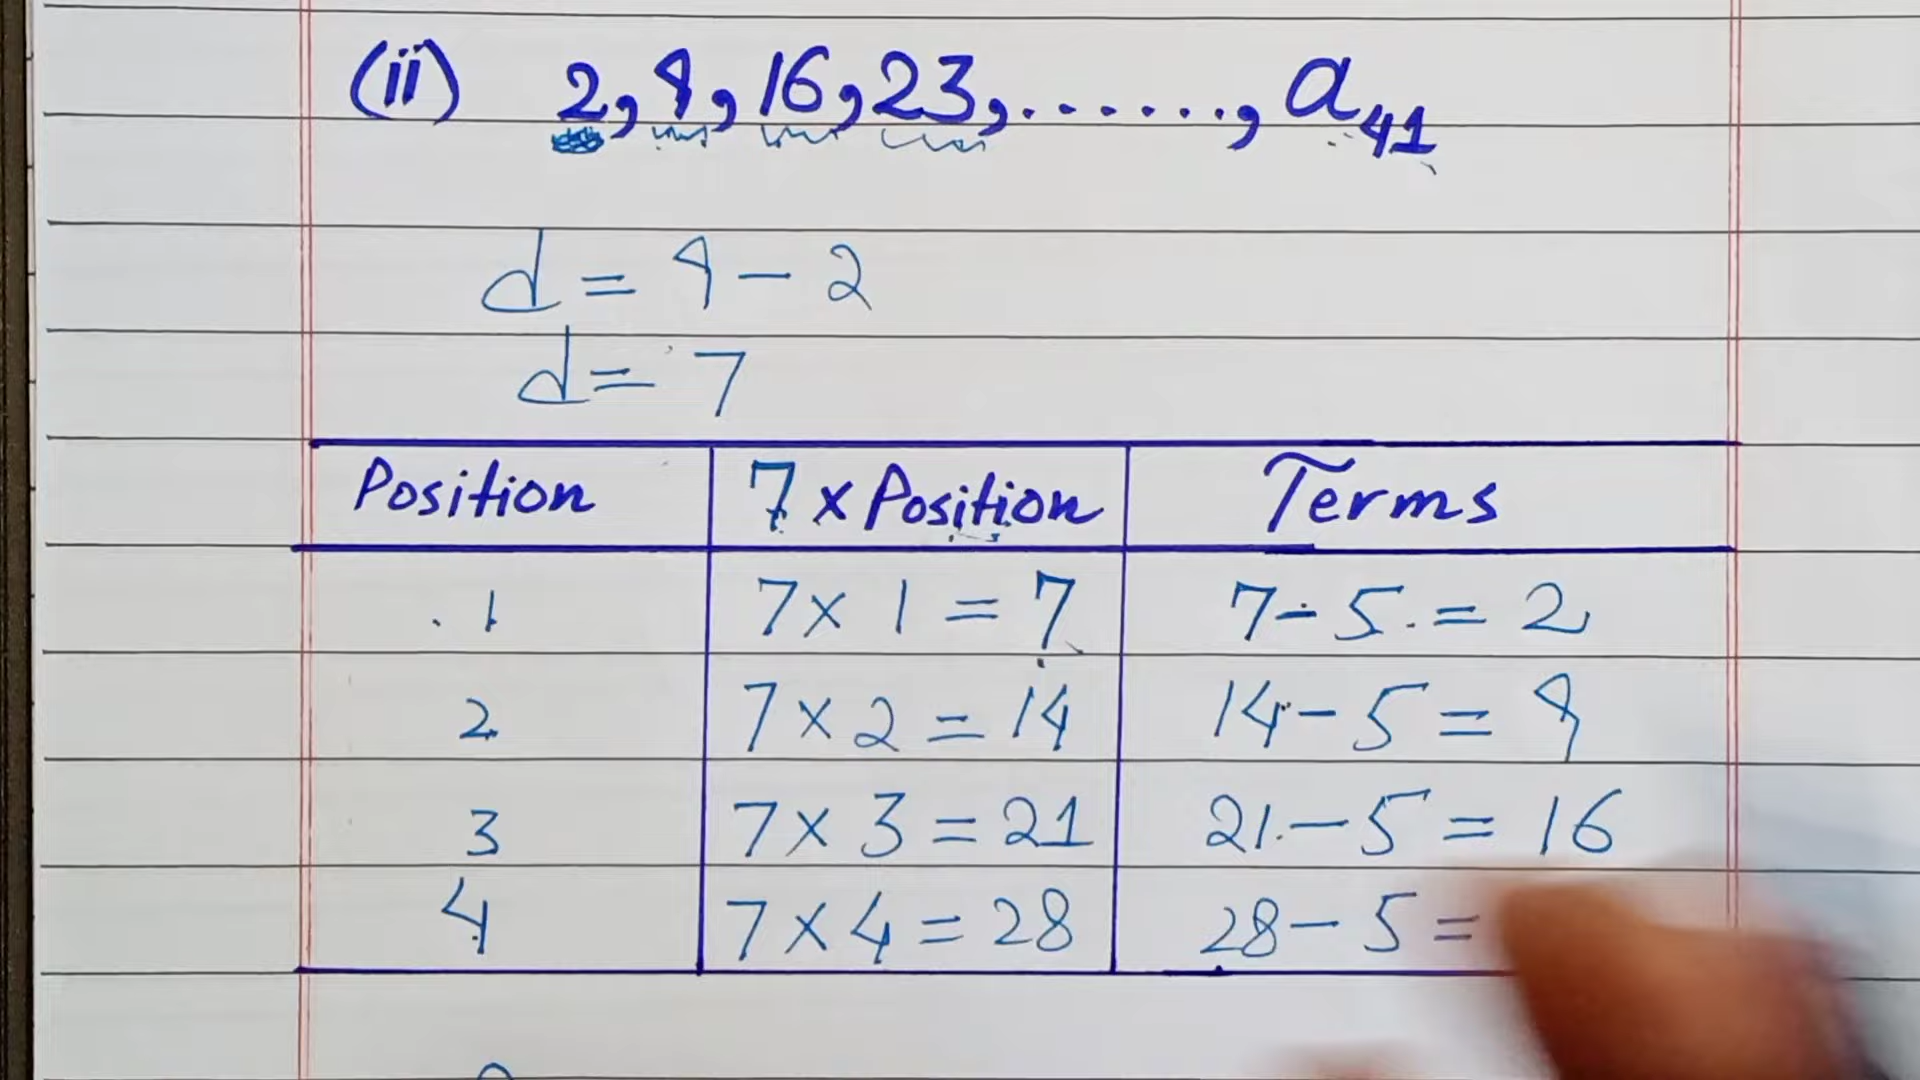 (ii) 2, 9, 16, 23, ......., a₄₁
d = 9 - 2
d = 7
Position 7 x Position Terms
1 7 x 1 = 7 7 - 5 = 2
2 7 x 2 = 14 14 - 5 = 9
3 7 x 3 = 21 21 - 5 = 16
4 7 x 4 = 28 28 - 5 =